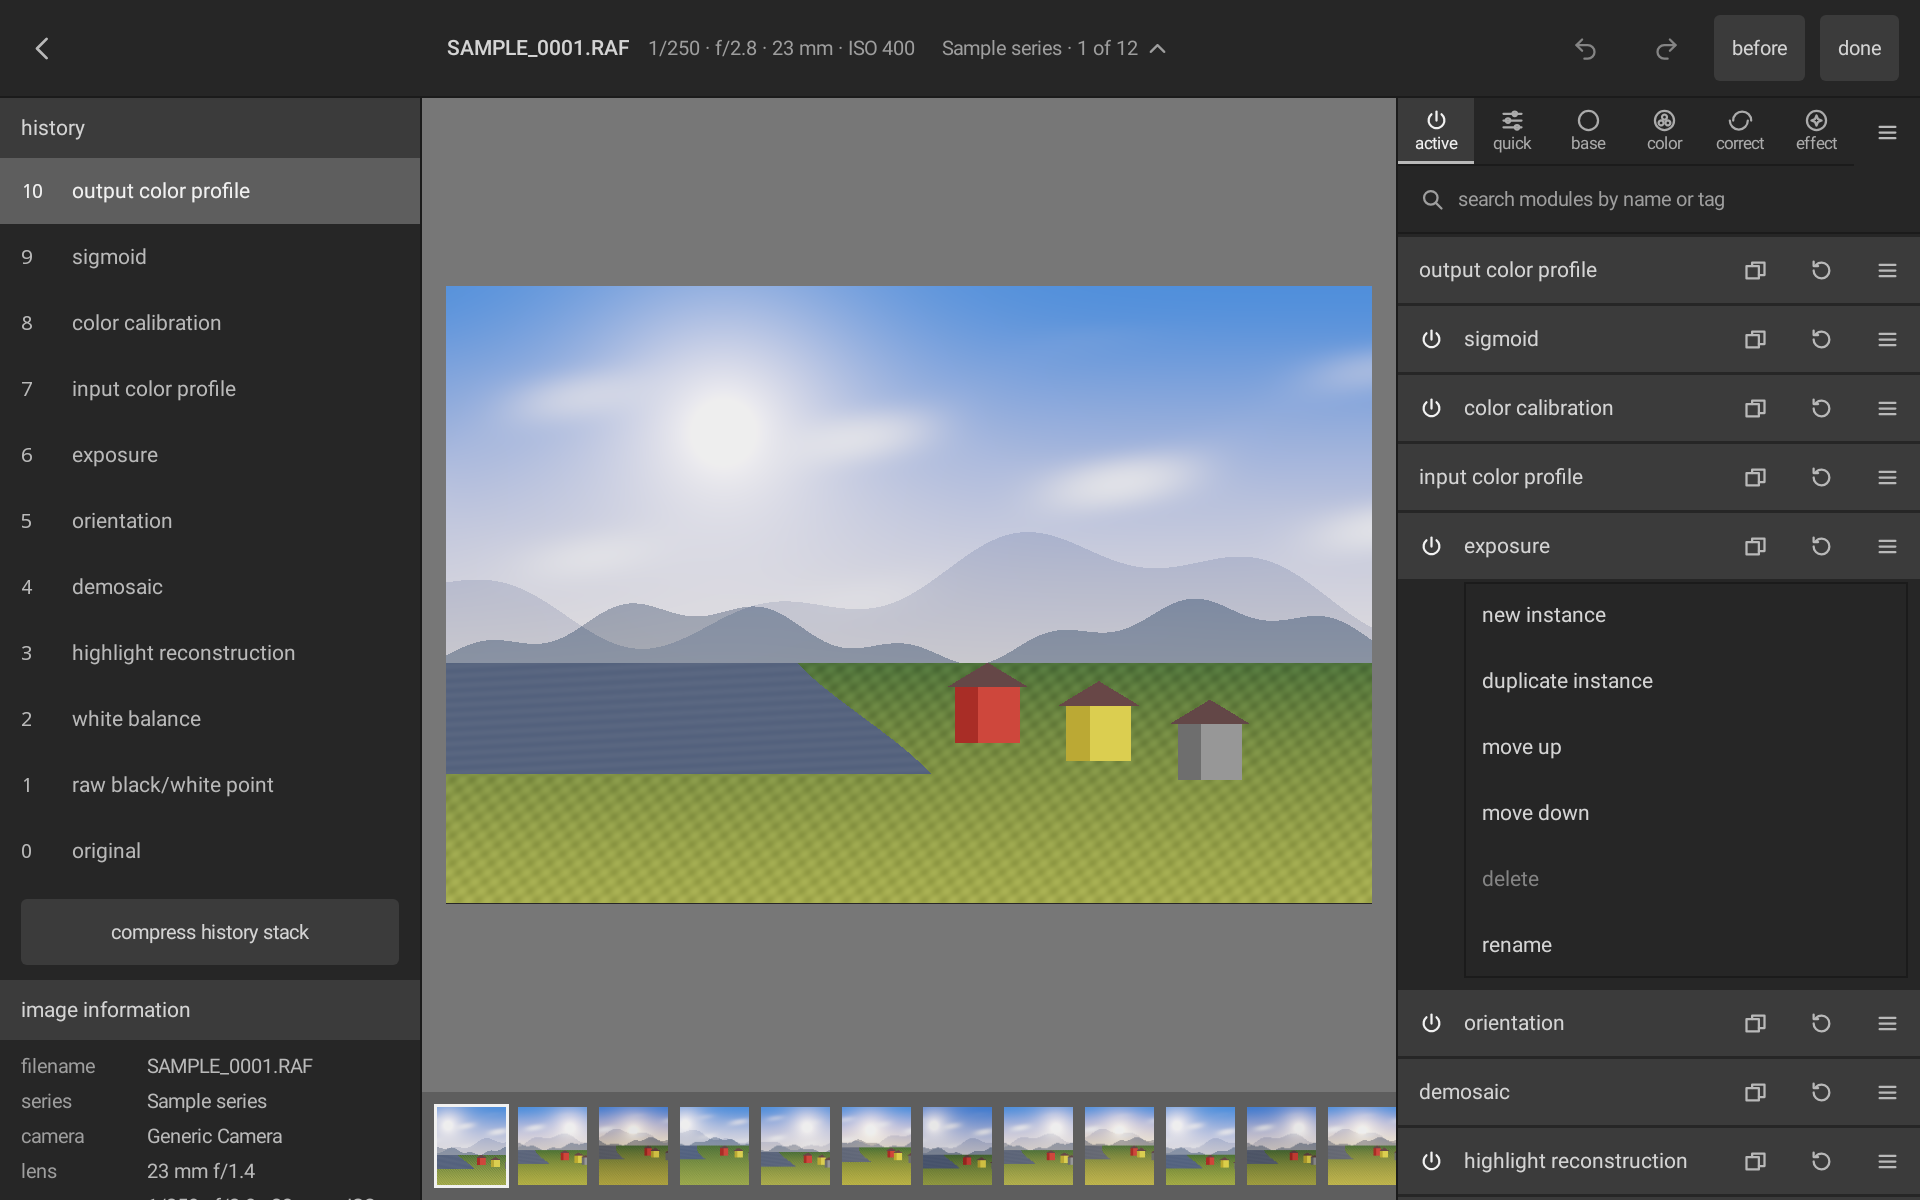 SAMPLE_0001.RAF 1/250 · f/2.8 · 23 mm · ISO 400 Sample series · 1 of 12 before done
history
10 output color profile
9 sigmoid
8 color calibration
7 input color profile
6 exposure
5 orientation
4 demosaic
3 highlight reconstruction
2 white balance
1 raw black/white point
0 original
compress history stack
image information
filename SAMPLE_0001.RAF
series Sample series
camera Generic Camera
lens 23 mm f/1.4
active quick base color correct effect
search modules by name or tag
output color profile
sigmoid
color calibration
input color profile
exposure
new instance
duplicate instance
move up
move down
delete
rename
orientation
demosaic
highlight reconstruction